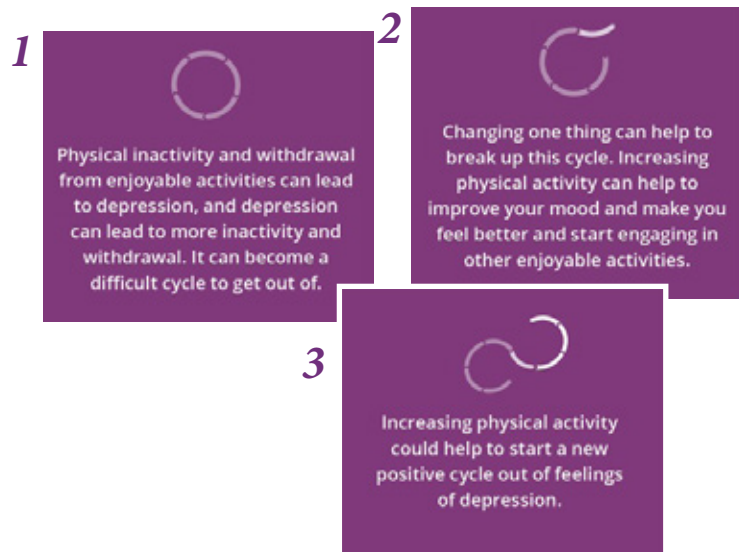 1
Physical inactivity and withdrawal
from enjoyable activities can lead
to depression, and depression
can lead to more inactivity and
withdrawal. It can become a
difficult cycle to get out of.
2
Changing one thing can help to
break up this cycle. Increasing
physical activity can help to
improve your mood and make you
feel better and start engaging in
other enjoyable activities.
3
Increasing physical activity
could help to start a new
positive cycle out of feelings
of depression.